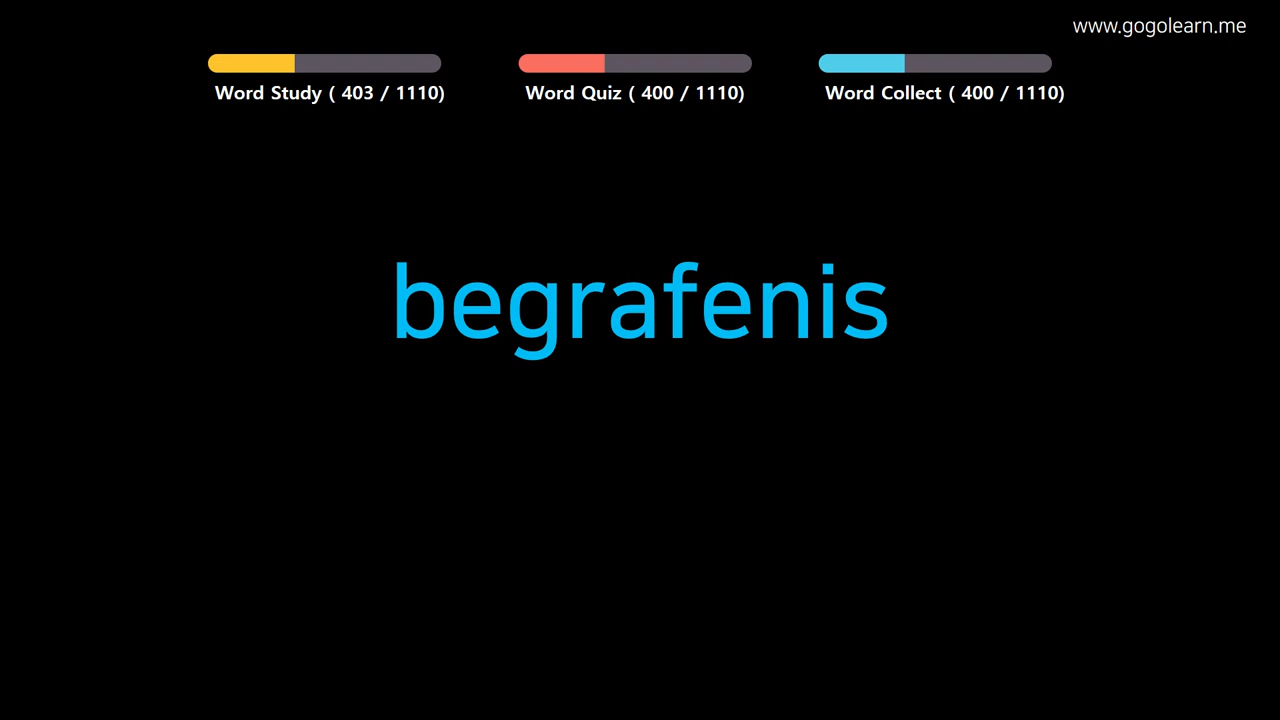 www.gogolearn.me
Word Study ( 403 / 1110)
Word Quiz ( 400 / 1110)
Word Collect ( 400 / 1110)
begrafenis